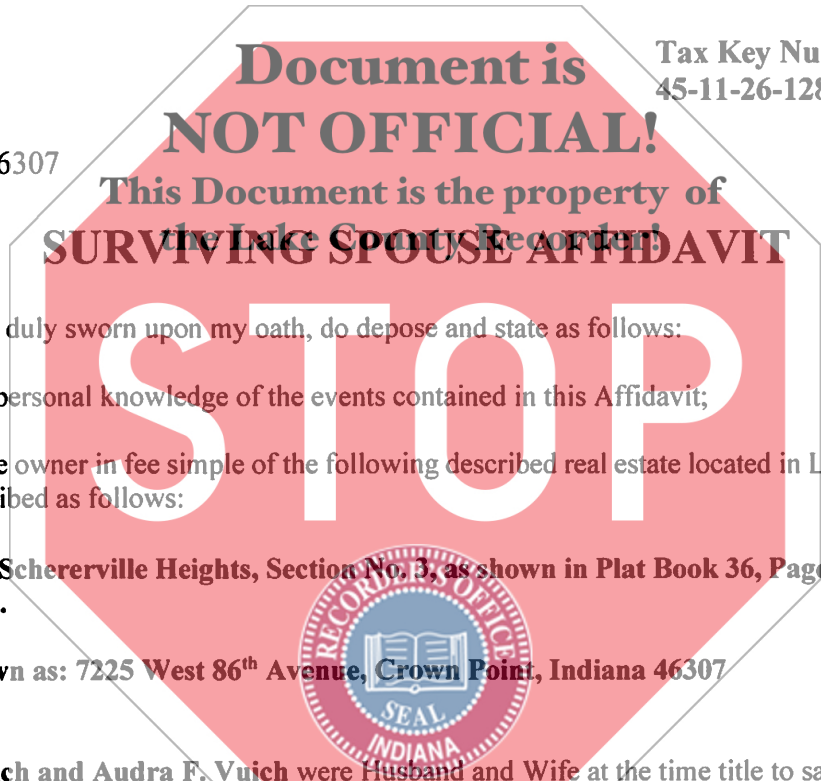 Document is
Tax Key Nu
NOT OFFICIAL!
45-11-26-128
6307
This Document is the property of
the Lake County Recorder!
SURVIVING SPOUSE AFFIDAVIT
duly sworn upon my oath, do depose and state as follows:
personal knowledge of the events contained in this Affidavit;
e owner in fee simple of the following described real estate located in L
ibed as follows:
STOP
Schererville Heights, Section No. 3, as shown in Plat Book 36, Page
.
wn as: 7225 West 86th Avenue, Crown Point, Indiana 46307
RECORDER'S OFFICE
SEAL
INDIANA
ch and Audra F. Vuich were Husband and Wife at the time title to sa